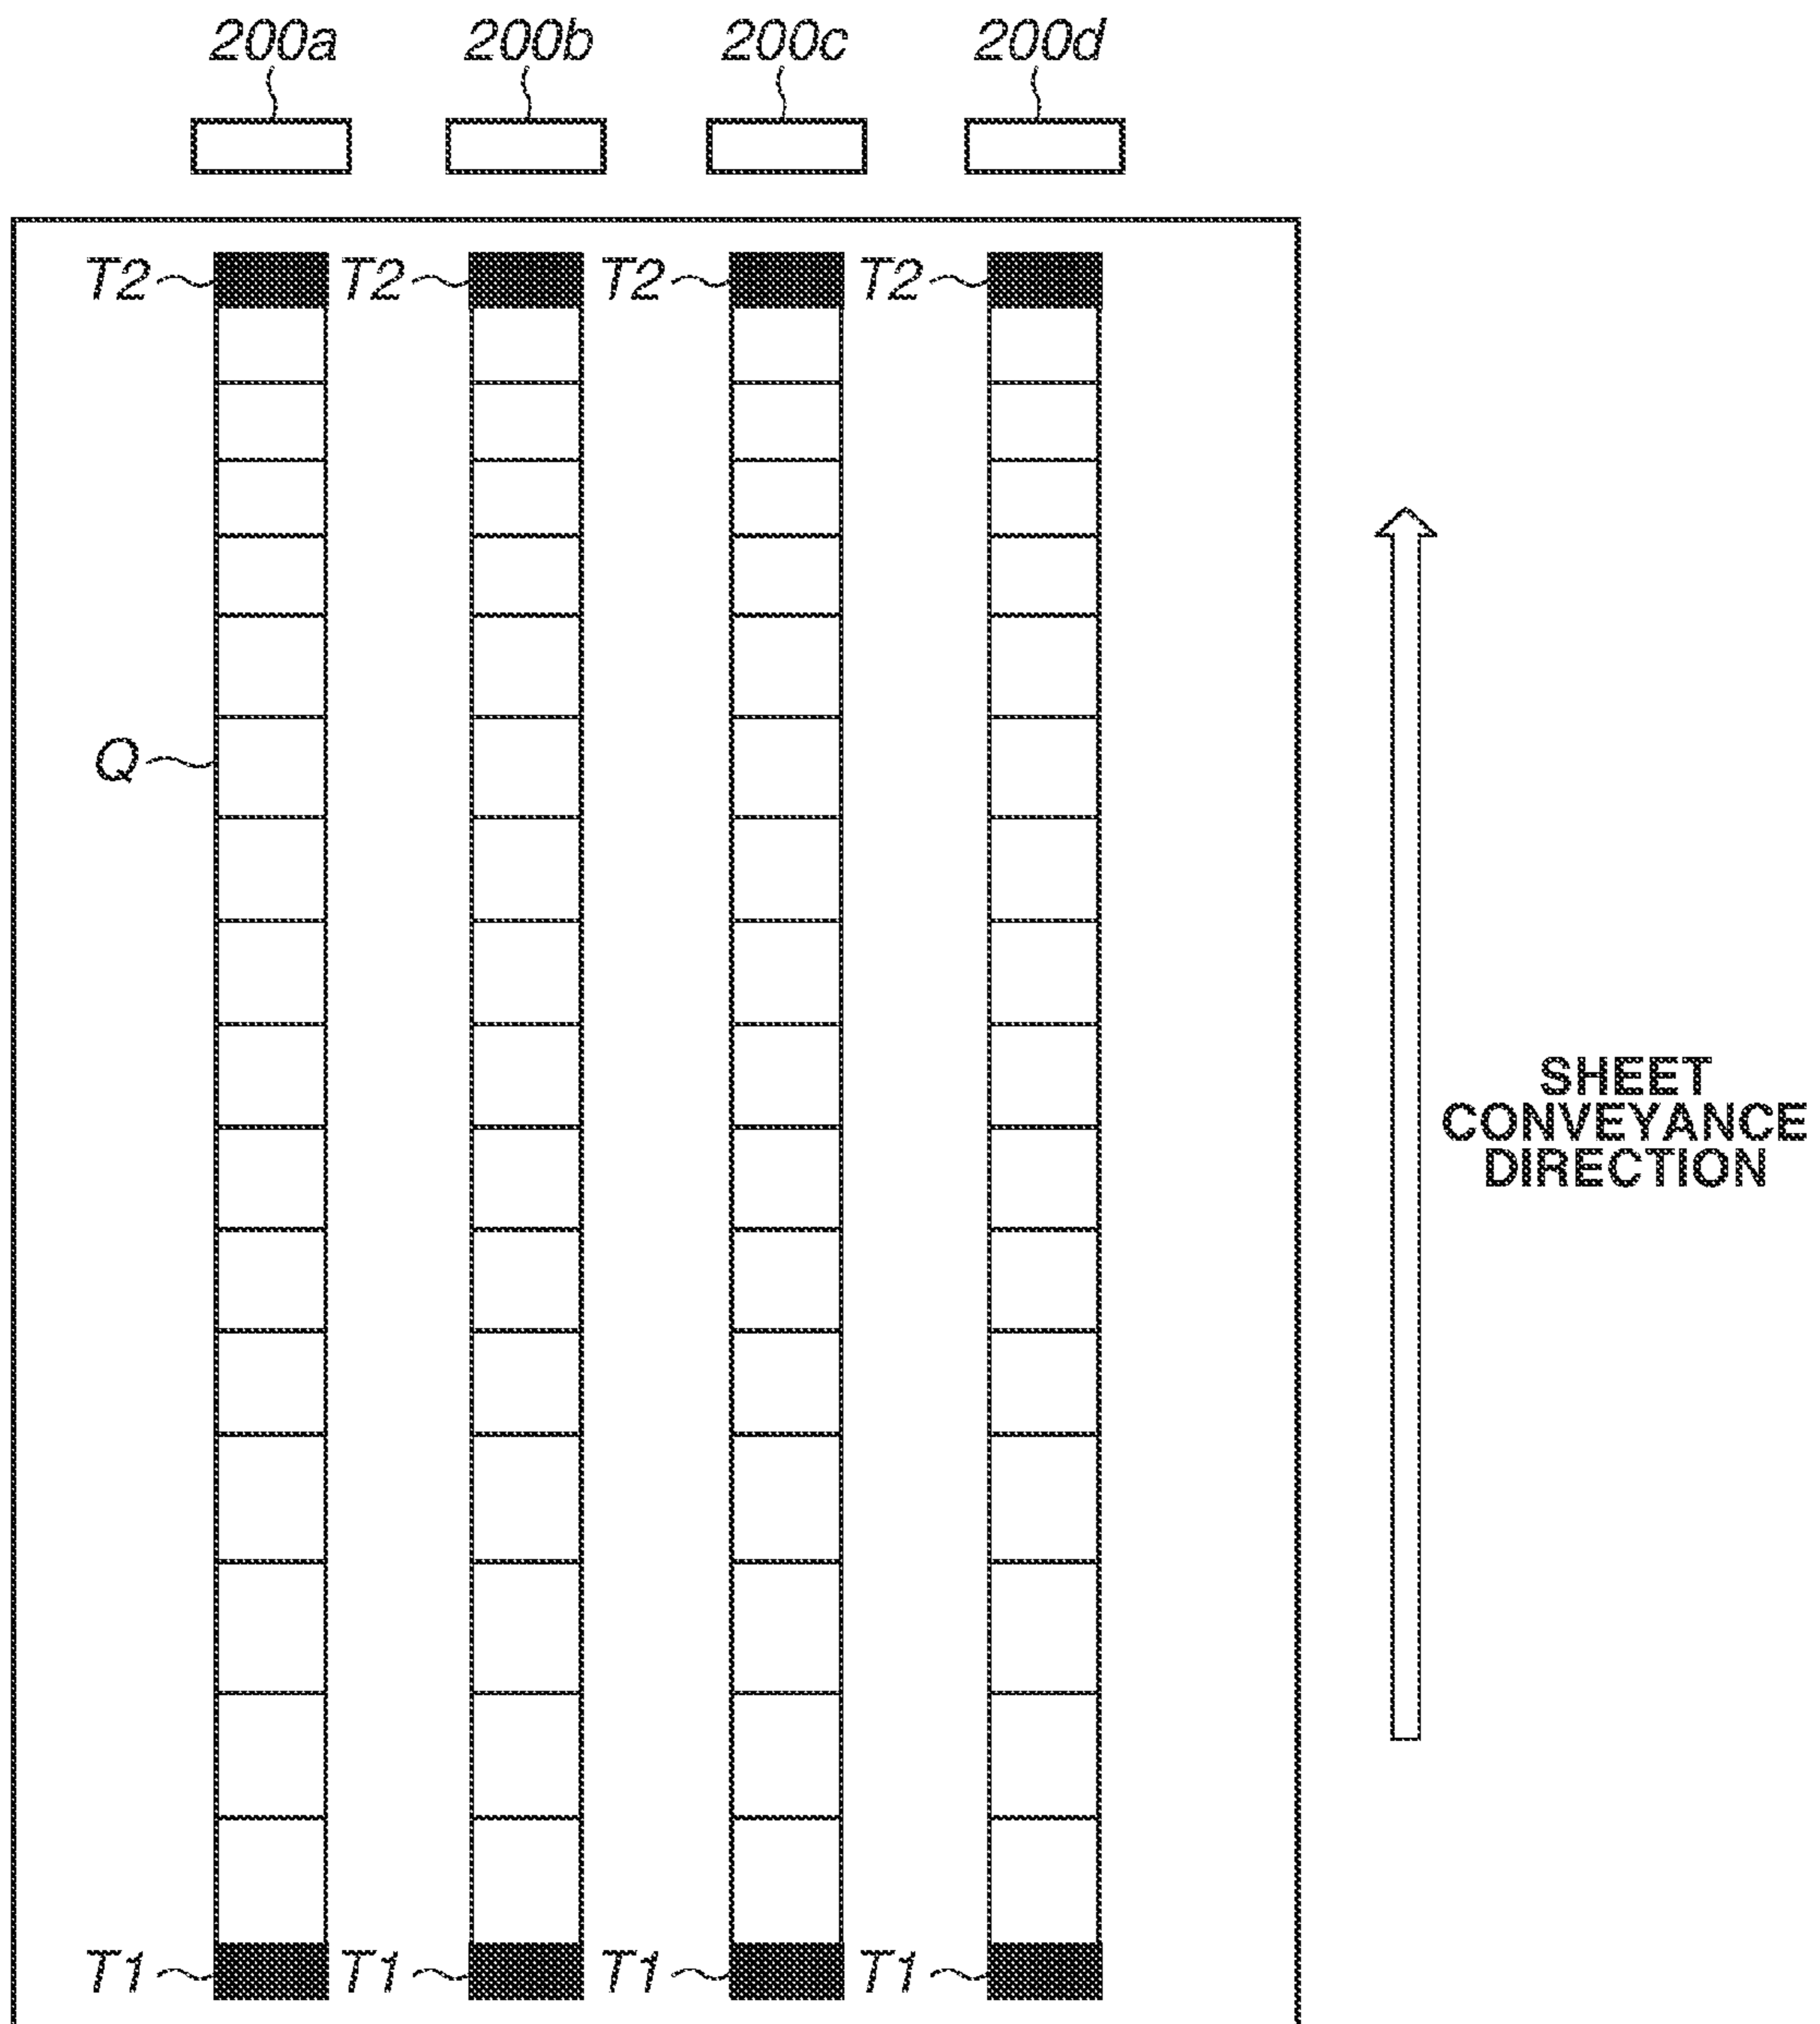 200a 200b 200c 200d
T2 T2 T2 T2
Q
SHEET
CONVEYANCE
DIRECTION
T1 T1 T1 T1